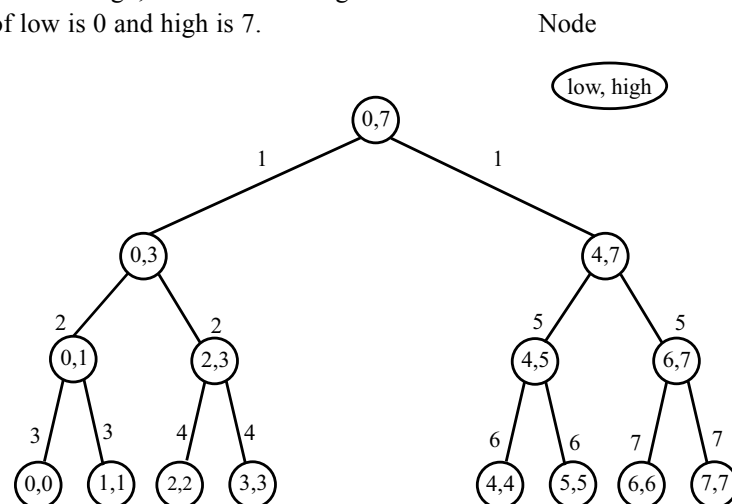 of low is 0 and high is 7.
Node
low, high
0,7
1 1
0,3 4,7
2 2 5 5
0,1 2,3 4,5 6,7
3 3 4 4 6 6 7 7
0,0 1,1 2,2 3,3 4,4 5,5 6,6 7,7